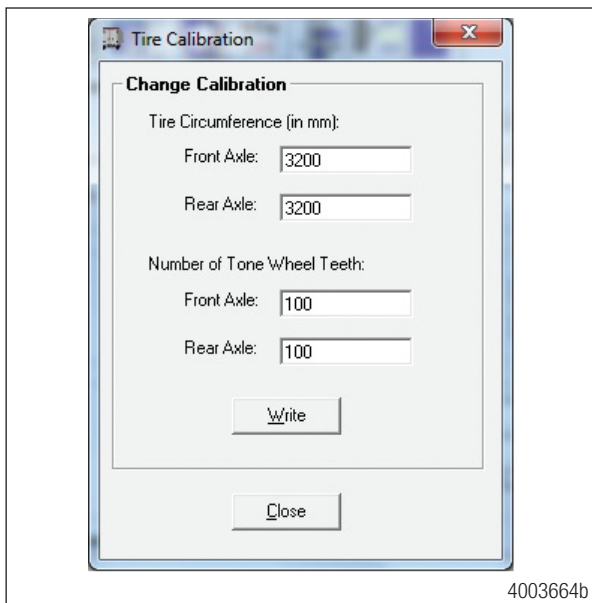 Tire Calibration
Change Calibration
Tire Circumference (in mm):
Front Axle: 3200
Rear Axle: 3200
Number of Tone Wheel Teeth:
Front Axle: 100
Rear Axle: 100
Write
Close
4003664b